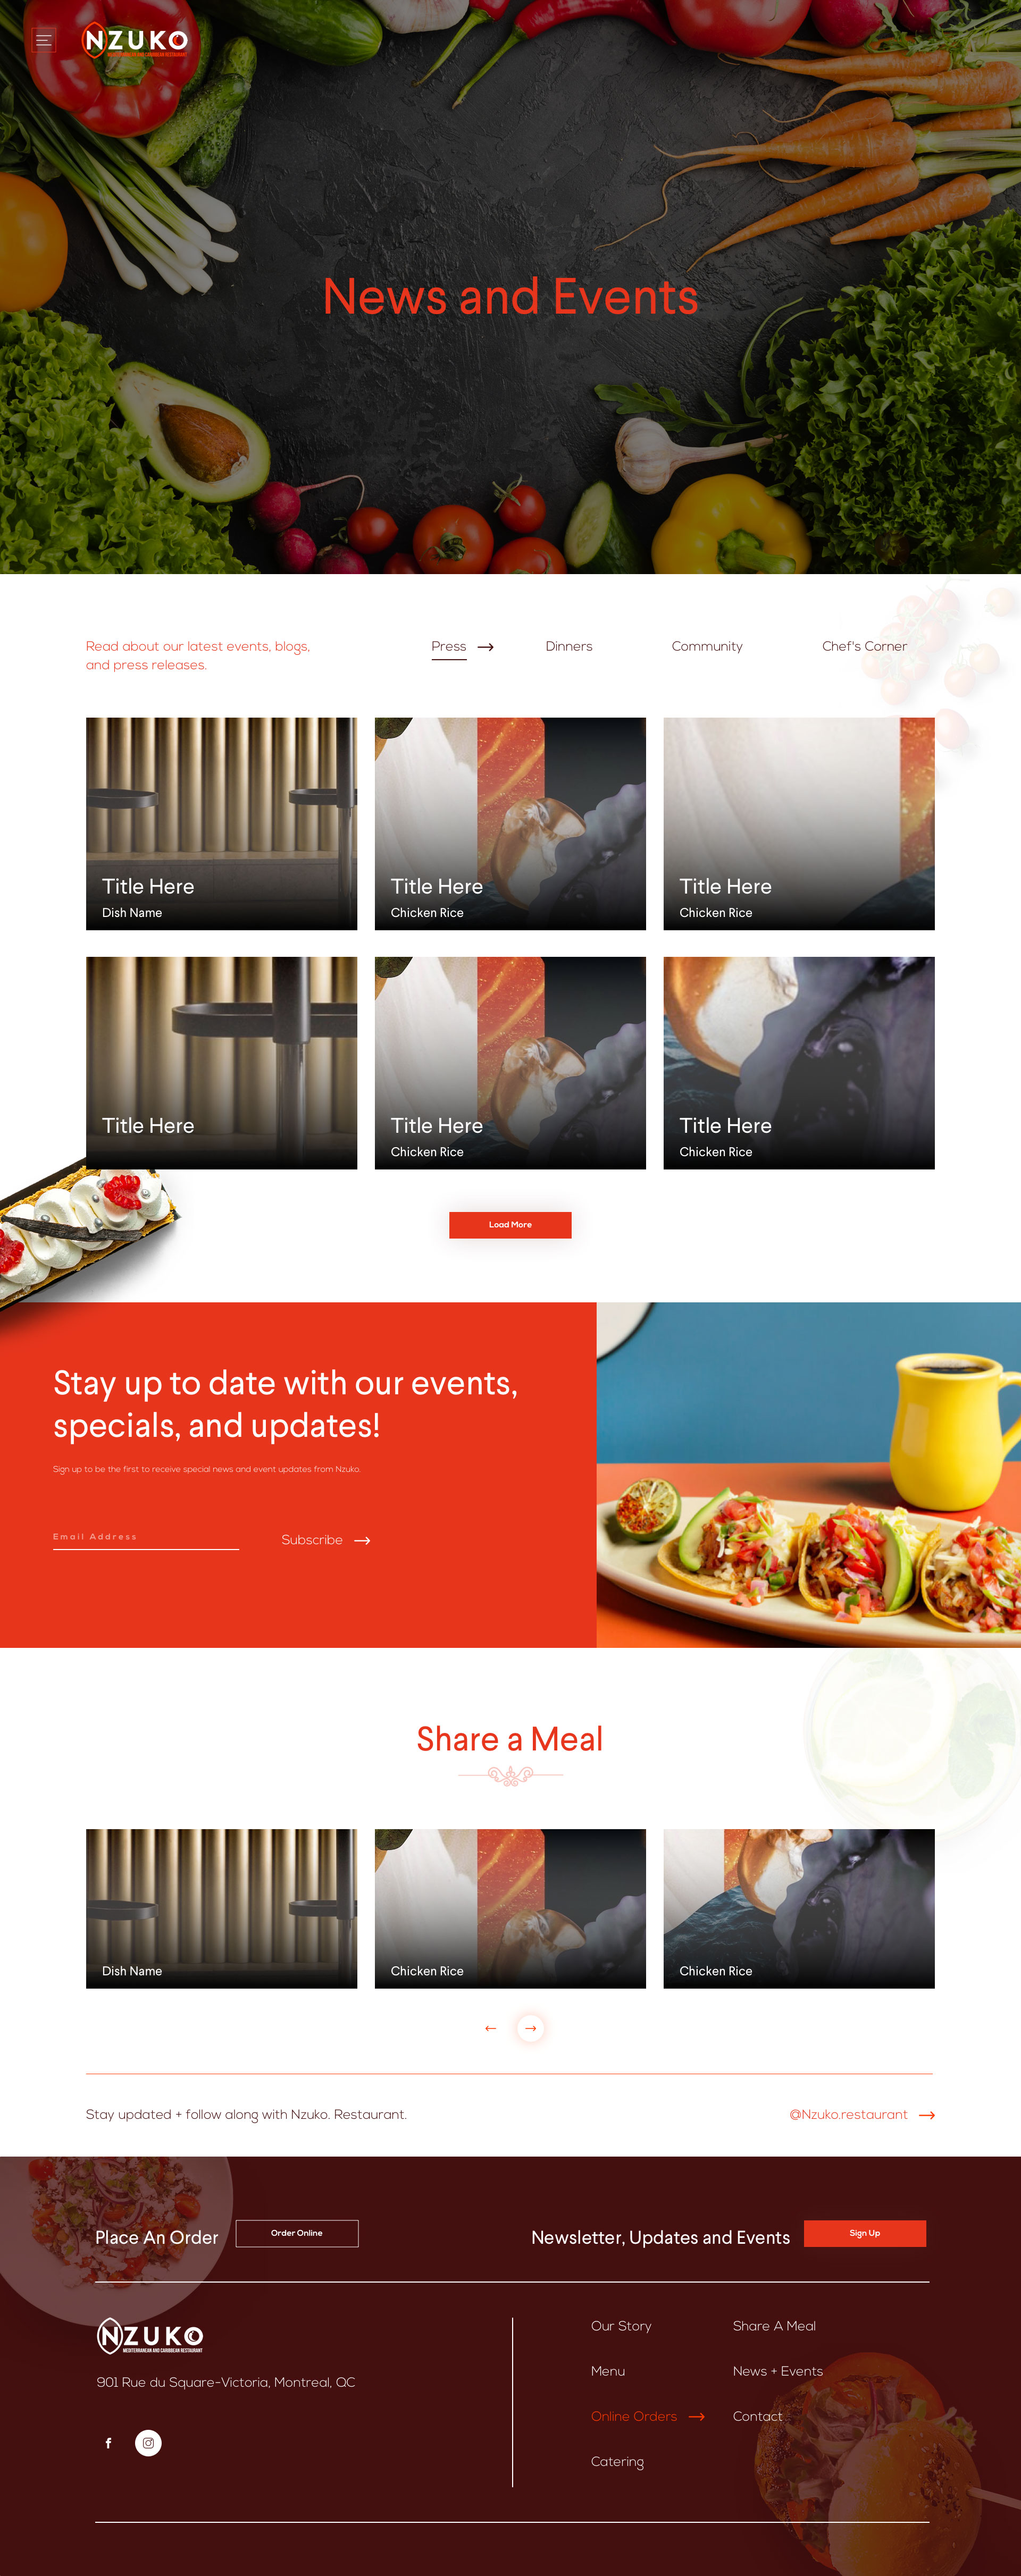 NZUKO
News and Events
Read about our latest events, blogs,
and press releases.
Press
Dinners
Community
Chef's Corner
Title Here
Dish Name
Title Here
Chicken Rice
Title Here
Chicken Rice
Title Here
Title Here
Chicken Rice
Title Here
Chicken Rice
Load More
Stay up to date with our events,
specials, and updates!
Sign up to be the first to receive special news and event updates from Nzuko.
Email Address
Subscribe
Share a Meal
Dish Name
Chicken Rice
Chicken Rice
Stay updated + follow along with Nzuko. Restaurant.
@Nzuko.restaurant
Place An Order
Order Online
Newsletter, Updates and Events
Sign Up
NZUKO
MEDITERRANEAN AND CARIBBEAN RESTAURANT
901 Rue du Square-Victoria, Montreal, QC
Our Story
Menu
Online Orders
Catering
Share A Meal
News + Events
Contact